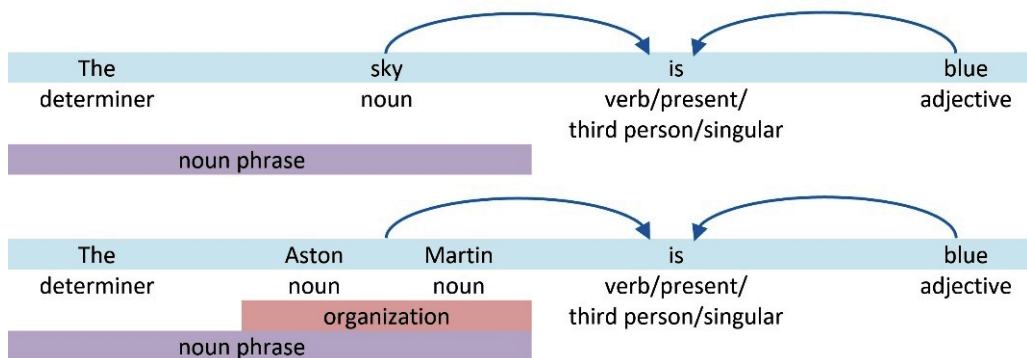 The sky is blue
determiner noun verb/present/ adjective
third person/singular
noun phrase
The Aston Martin is blue
determiner noun noun verb/present/ adjective
organization third person/singular
noun phrase